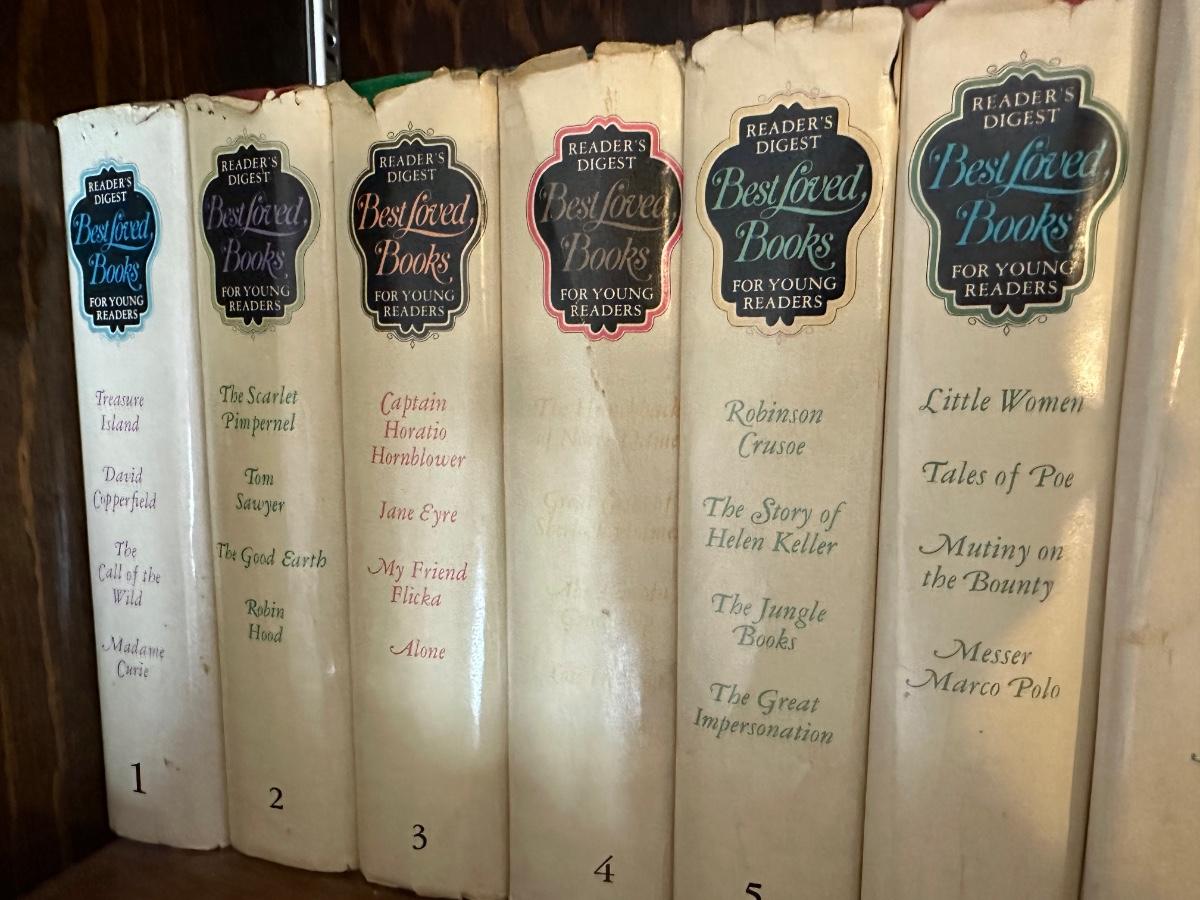 READER'S
DIGEST
Best Loved
Books
FOR YOUNG
READERS
Treasure
Island
David
Copperfield
The
Call of the
Wild
Madame
Curie
1
READER'S
DIGEST
Best Loved
Books
FOR YOUNG
READERS
The Scarlet
Pimpernel
Tom
Sawyer
The Good Earth
Robin
Hood
2
READER'S
DIGEST
Best Loved
Books
FOR YOUNG
READERS
Captain
Horatio
Hornblower
Jane Eyre
My Friend
Flicka
Alone
3
READER'S
DIGEST
Best Loved
Books
FOR YOUNG
READERS
The Hunchback
of Notre Dame
4
READER'S
DIGEST
Best Loved
Books
FOR YOUNG
READERS
Robinson
Crusoe
The Story of
Helen Keller
The Jungle
Books
The Great
Impersonation
5
READER'S
DIGEST
Best Loved
Books
FOR YOUNG
READERS
Little Women
Tales of Poe
Mutiny on
the Bounty
Messer
Marco Polo